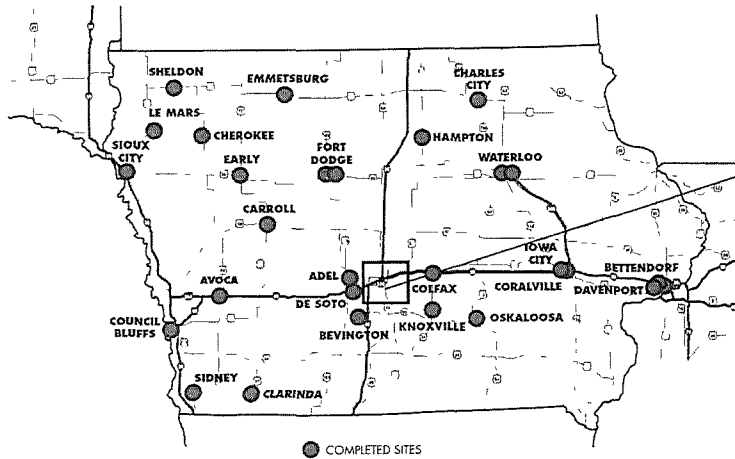 SHELDON
EMMETSBURG
CHARLES
CITY
LE MARS
CHEROKEE
HAMPTON
SIOUX
CITY
EARLY
FORT
DODGE
WATERLOO
CARROLL
IOWA
CITY
ADEL
BETTENDORF
AVOCA
COLFAX
CORALVILLE
DAVENPORT
DE SOTO
COUNCIL
BLUFFS
BEVINGTON
KNOXVILLE
OSKALOOSA
SIDNEY
CLARINDA
COMPLETED SITES